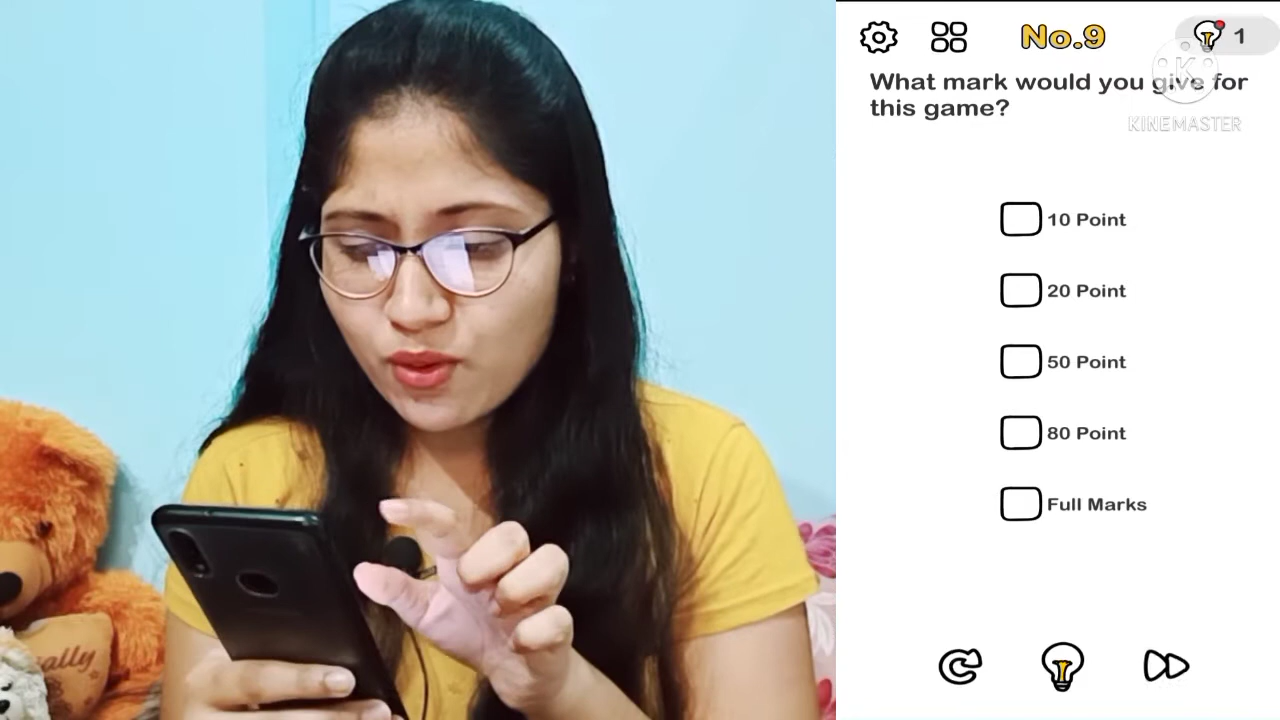 No.9
1
What mark would you give for
this game?
KINEMASTER
10 Point
20 Point
50 Point
80 Point
Full Marks
ally